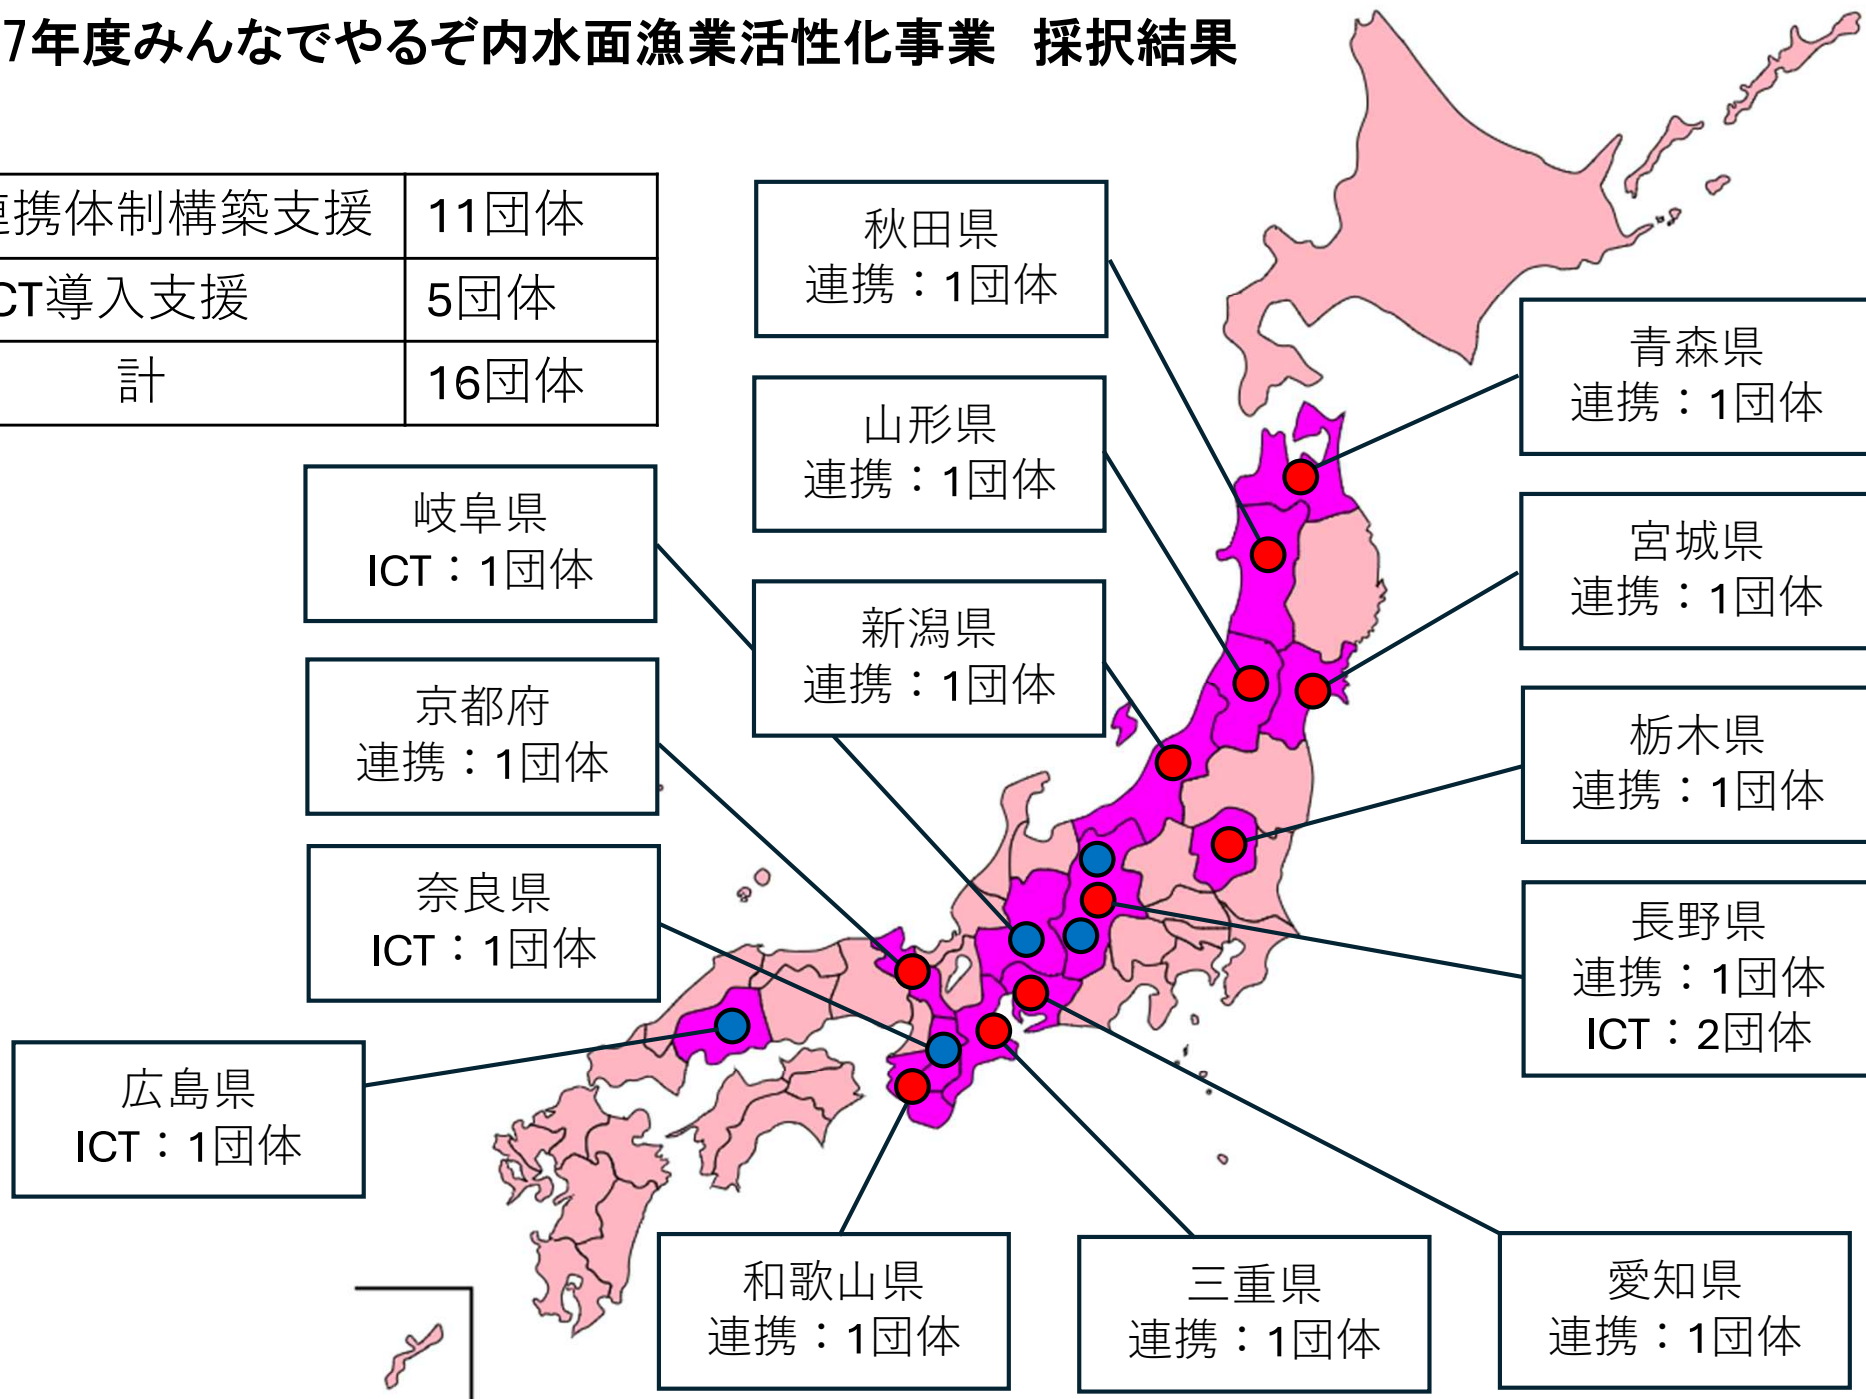 7年度みんなでやるぞ内水面漁業活性化事業　採択結果
連携体制構築支援 11団体
CT導入支援 5団体
計 16団体
秋田県
連携：1団体
青森県
連携：1団体
山形県
連携：1団体
岐阜県
ICT：1団体
宮城県
連携：1団体
新潟県
連携：1団体
京都府
連携：1団体
栃木県
連携：1団体
奈良県
ICT：1団体
長野県
連携：1団体
ICT：2団体
広島県
ICT：1団体
和歌山県
連携：1団体
三重県
連携：1団体
愛知県
連携：1団体